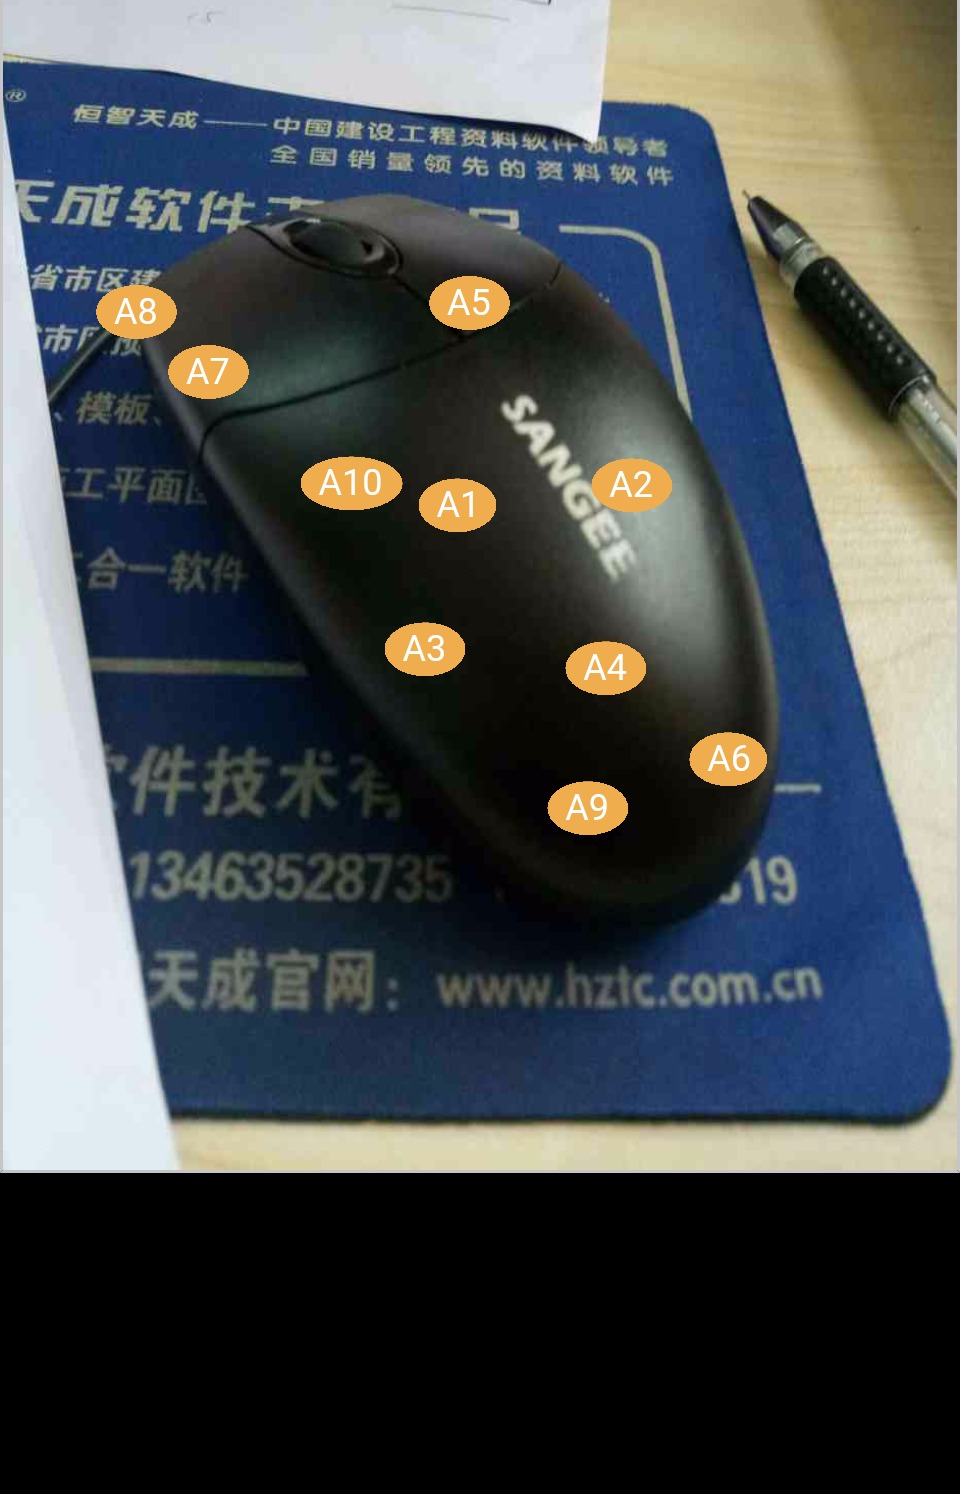 ®
恒智天成——中国建设工程资料软件领导者
全国销量领先的资料软件
天成软件
省市区建
A8
A5
市
A7
、模板、
SANGEE
A10
A1
A2
工平面
合一软件
A3
A4
A6
件技术有
A9
13463528735
319
天成官网：www.hztc.com.cn